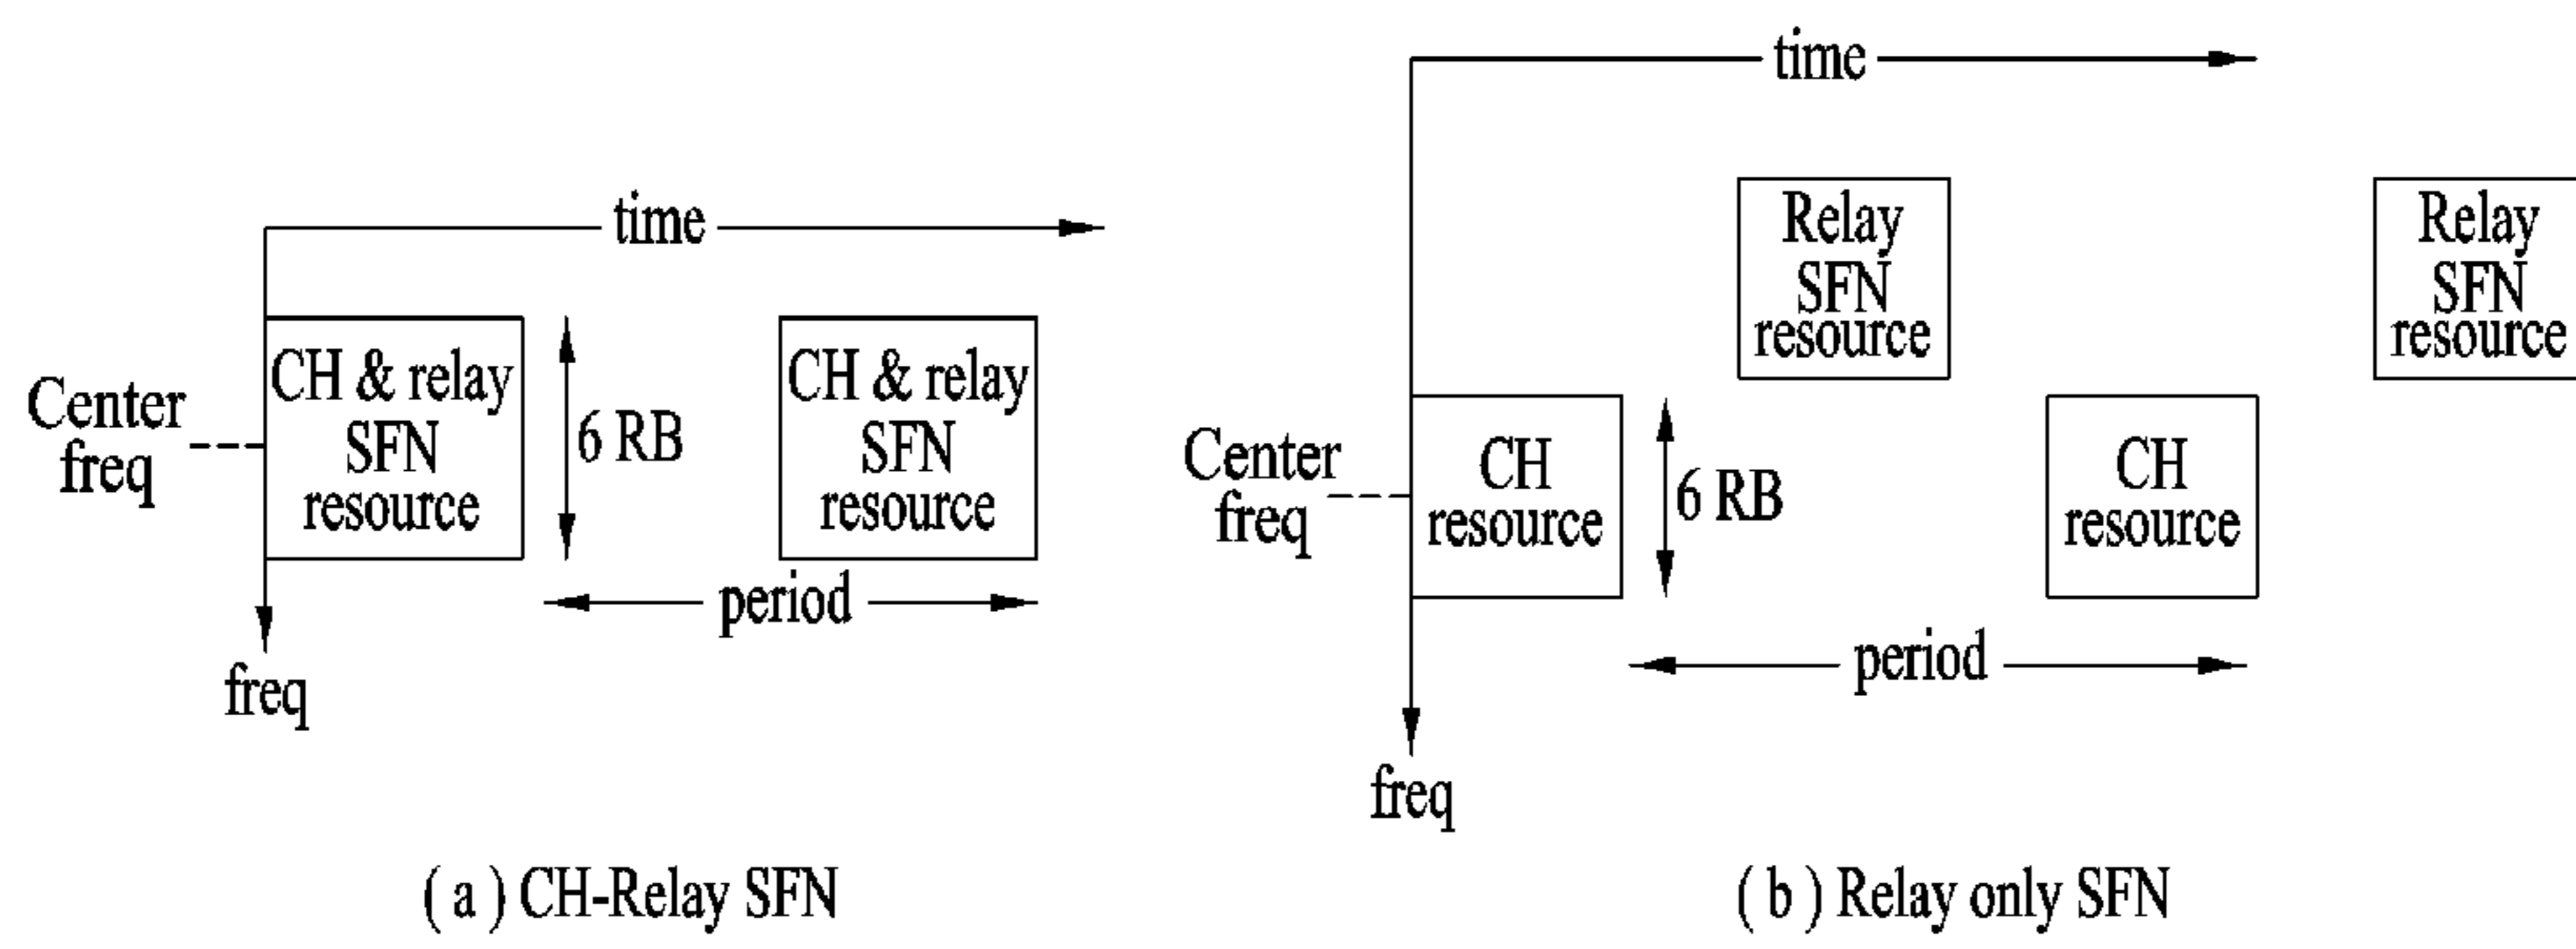 time
CH & relay
SFN
resource
CH & relay
SFN
resource
Center
freq
6 RB
period
freq
( a ) CH-Relay SFN
time
Relay
SFN
resource
Relay
SFN
resource
Center
freq
CH
resource
6 RB
CH
resource
period
freq
( b ) Relay only SFN